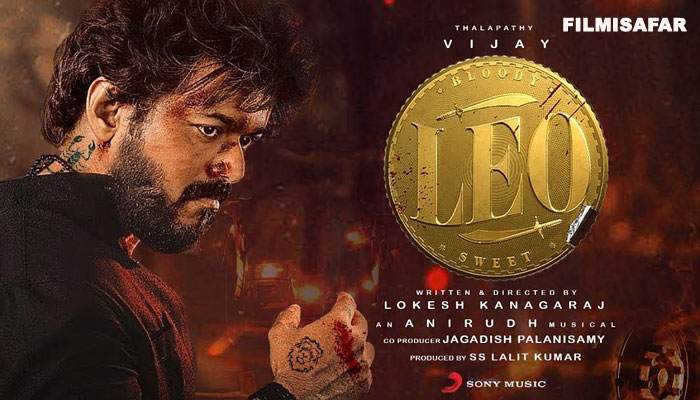 FILMISAFAR
THALAPATHY
VIJAY
BLOODY
LEO
SWEET
WRITTEN & DIRECTED BY
LOKESH KANAGARAJ
AN ANIRUDH MUSICAL
CO PRODUCER JAGADISH PALANISAMY
PRODUCED BY SS LALIT KUMAR
SONY MUSIC